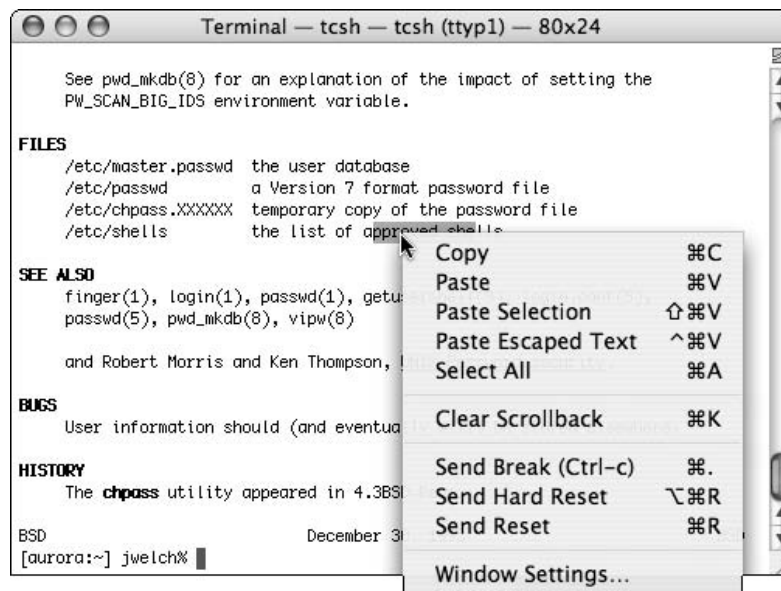 Terminal — tcsh — tcsh (ttyp1) — 80x24
See pwd_mkdb(8) for an explanation of the impact of setting the
PW_SCAN_BIG_IDS environment variable.
FILES
/etc/master.passwd the user database
/etc/passwd a Version 7 format password file
/etc/chpass.XXXXXX temporary copy of the password file
/etc/shells the list of approved shells
SEE ALSO
finger(1), login(1), passwd(1),
passwd(5), pwd_mkdb(8), vipw(8)
and Robert Morris and Ken Thompson,
BUGS
User information should (and
HISTORY
The chpass utility appeared in
BSD December
[aurora:~] jwelch%
Copy ⌘C
Paste ⌘V
Paste Selection ⇧⌘V
Paste Escaped Text ^⌘V
Select All ⌘A
Clear Scrollback ⌘K
Send Break (Ctrl-c) ⌘.
Send Hard Reset ⌥⌘R
Send Reset ⌘R
Window Settings...